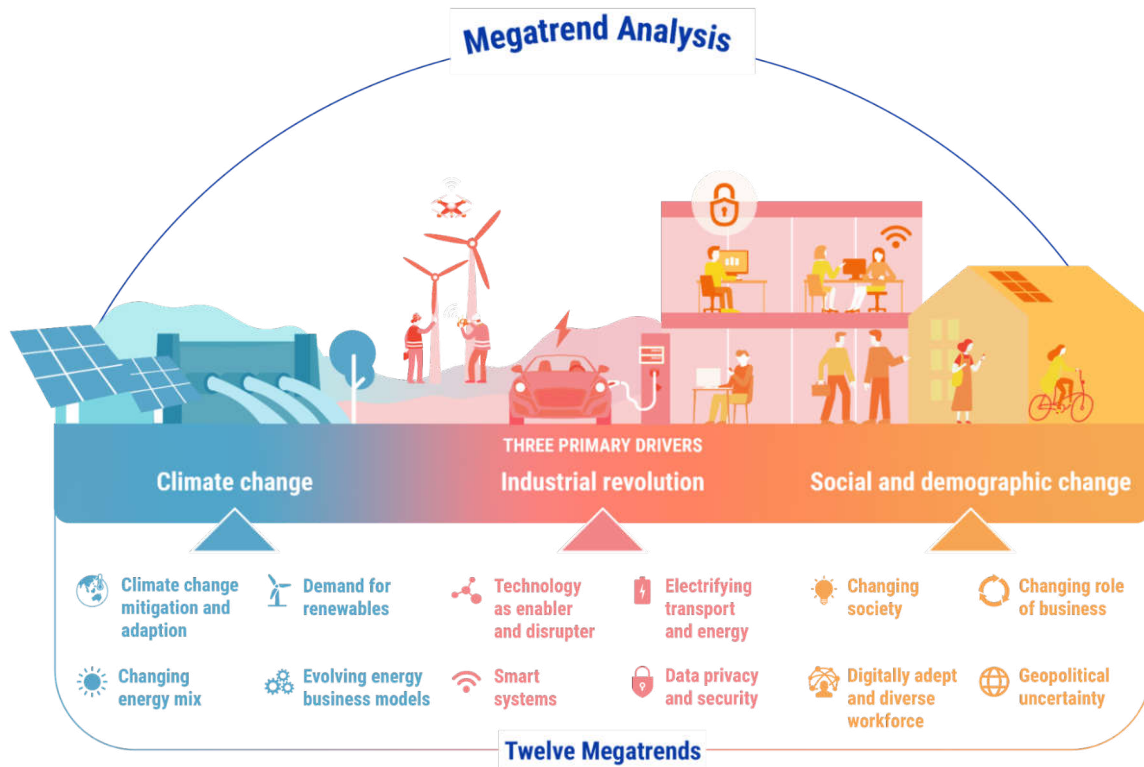 Megatrend Analysis
THREE PRIMARY DRIVERS
Climate change
Industrial revolution
Social and demographic change
Climate change
mitigation and
adaption
Demand for
renewables
Changing
energy mix
Evolving energy
business models
Technology
as enabler
and disrupter
Electrifying
transport
and energy
Smart
systems
Data privacy
and security
Changing
society
Changing role
of business
Digitally adept
and diverse
workforce
Geopolitical
uncertainty
Twelve Megatrends